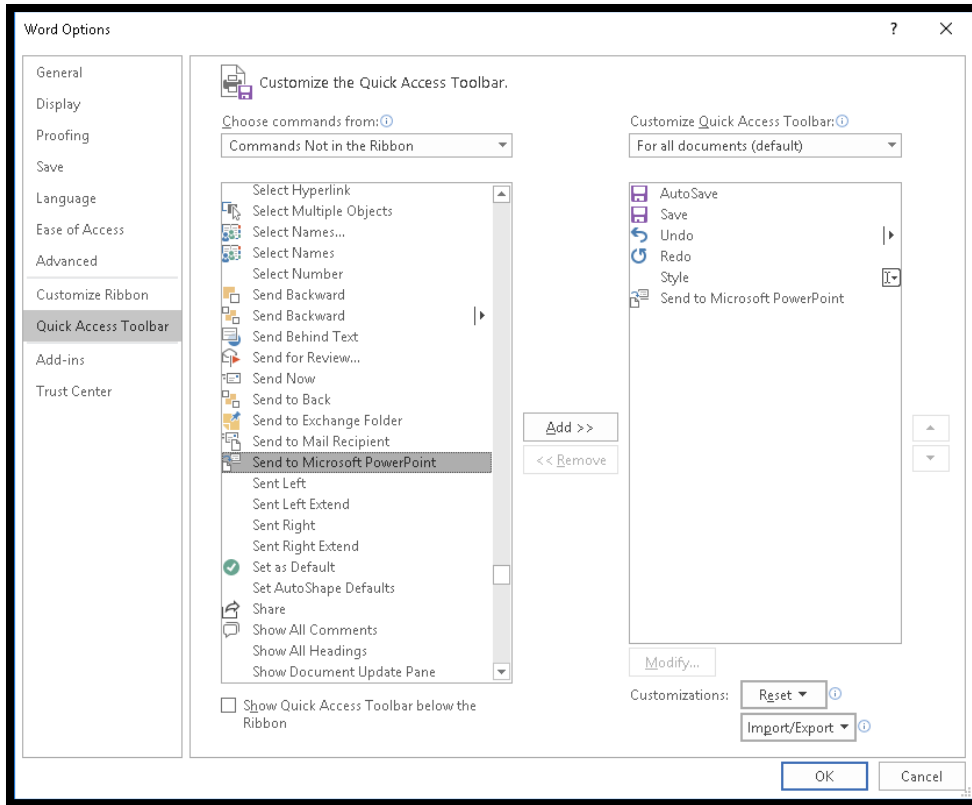 Word Options
?
General
Display
Proofing
Save
Language
Ease of Access
Advanced
Customize Ribbon
Quick Access Toolbar
Add-ins
Trust Center
Customize the Quick Access Toolbar.
Choose commands from:
Commands Not in the Ribbon
Select Hyperlink
Select Multiple Objects
Select Names...
Select Names
Select Number
Send Backward
Send Backward
Send Behind Text
Send for Review...
Send Now
Send to Back
Send to Exchange Folder
Send to Mail Recipient
Send to Microsoft PowerPoint
Sent Left
Sent Left Extend
Sent Right
Sent Right Extend
Set as Default
Set AutoShape Defaults
Share
Show All Comments
Show All Headings
Show Document Update Pane
Show Quick Access Toolbar below the
Ribbon
Add >>
<< Remove
Customize Quick Access Toolbar:
For all documents (default)
AutoSave
Save
Undo
Redo
Style
Send to Microsoft PowerPoint
Modify...
Customizations:
Reset
Import/Export
OK
Cancel